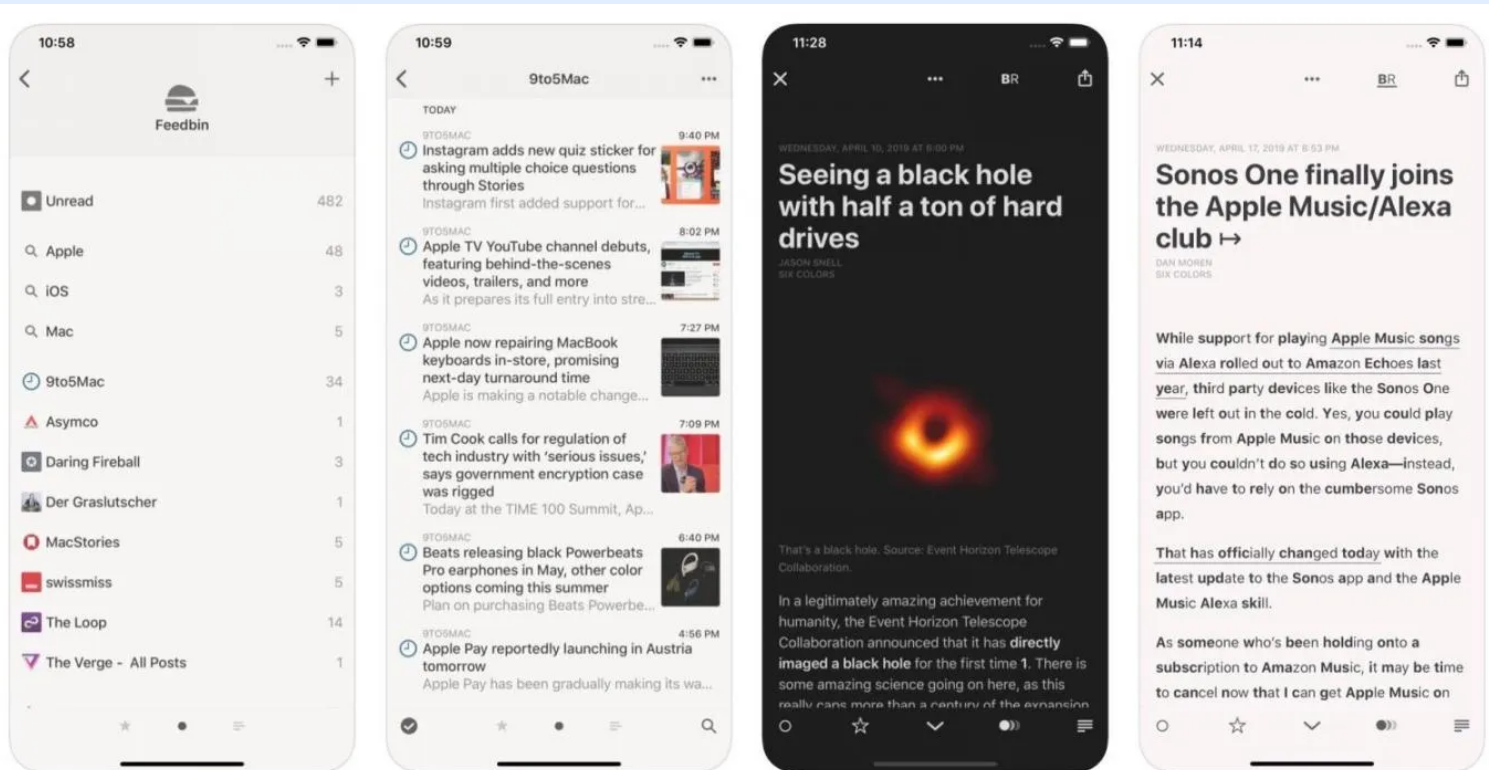 10:58
Feedbin
Unread 482
Apple 48
iOS 3
Mac 5
9to5Mac 34
Asymco 1
Daring Fireball 3
Der Graslutscher 1
MacStories 5
swissmiss 5
The Loop 14
The Verge - All Posts 1
10:59
9to5Mac
TODAY
9TO5MAC 9:40 PM
Instagram adds new quiz sticker for
asking multiple choice questions
through Stories
Instagram first added support for...
9TO5MAC 8:02 PM
Apple TV YouTube channel debuts,
featuring behind-the-scenes
videos, trailers, and more
As it prepares its full entry into stre...
9TO5MAC 7:27 PM
Apple now repairing MacBook
keyboards in-store, promising
next-day turnaround time
Apple is making a notable change...
9TO5MAC 7:09 PM
Tim Cook calls for regulation of
tech industry with ‘serious issues,’
says government encryption case
was rigged
Today at the TIME 100 Summit, Ap...
9TO5MAC 6:40 PM
Beats releasing black Powerbeats
Pro earphones in May, other color
options coming this summer
Plan on purchasing Beats Powerbe...
9TO5MAC 4:56 PM
Apple Pay reportedly launching in Austria
tomorrow
Apple Pay has been gradually making its wa...
11:28
BR
WEDNESDAY, APRIL 10, 2019 AT 6:00 PM
Seeing a black hole
with half a ton of hard
drives
JASON SNELL
SIX COLORS
That's a black hole. Source: Event Horizon Telescope
Collaboration.
In a legitimately amazing achievement for
humanity, the Event Horizon Telescope
Collaboration announced that it has directly
imaged a black hole for the first time 1. There is
some amazing science going on here, as this
really caps more than a century of the expansion
11:14
BR
WEDNESDAY, APRIL 17, 2019 AT 6:53 PM
Sonos One finally joins
the Apple Music/Alexa
club ↦
DAN MOREN
SIX COLORS
While support for playing Apple Music songs
via Alexa rolled out to Amazon Echoes last
year, third party devices like the Sonos One
were left out in the cold. Yes, you could play
songs from Apple Music on those devices,
but you couldn't do so using Alexa—instead,
you'd have to rely on the cumbersome Sonos
app.
That has officially changed today with the
latest update to the Sonos app and the Apple
Music Alexa skill.
As someone who's been holding onto a
subscription to Amazon Music, it may be time
to cancel now that I can get Apple Music on